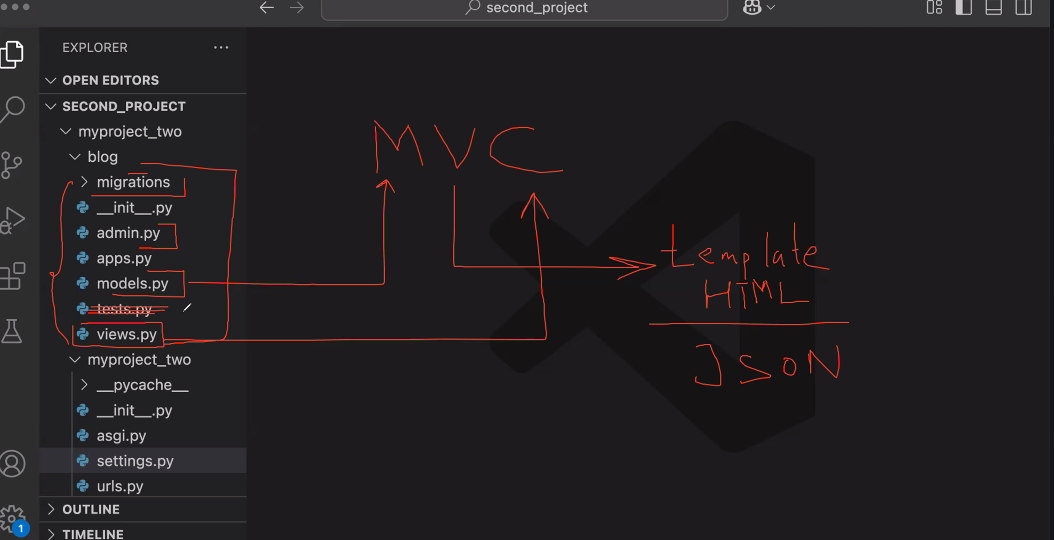 second_project
EXPLORER
OPEN EDITORS
SECOND_PROJECT
myproject_two
blog
migrations
__init__.py
admin.py
apps.py
models.py
tests.py
views.py
myproject_two
__pycache__
__init__.py
asgi.py
settings.py
urls.py
OUTLINE
TIMELINE
1
MVC
template
HTML
JSON